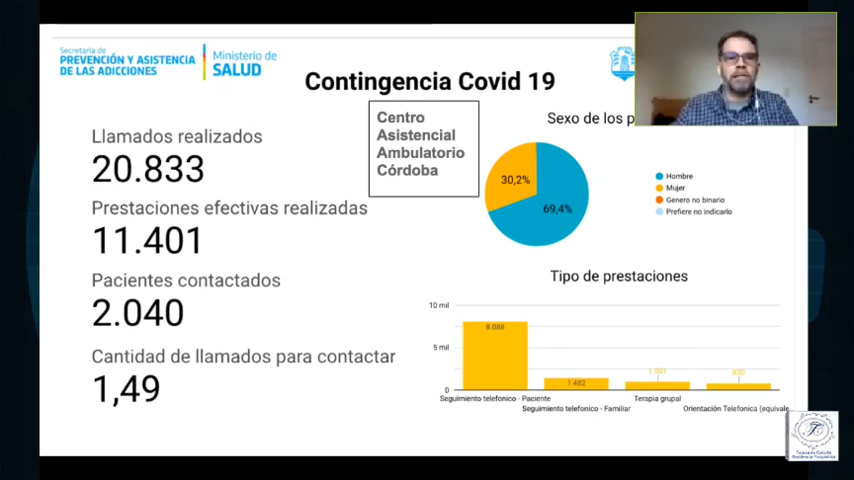 Secretaría de
PREVENCIÓN Y ASISTENCIA
DE LAS ADICCIONES
Ministerio de
SALUD
Contingencia Covid 19
Centro
Asistencial
Ambulatorio
Córdoba
Llamados realizados
20.833
Prestaciones efectivas realizadas
11.401
Pacientes contactados
2.040
Cantidad de llamados para contactar
1,49
Sexo de los p
30,2%
69,4%
Hombre
Mujer
Genero no binario
Prefiere no indicarlo
Tipo de prestaciones
10 mil
5 mil
0
8.088
1.482
1.001
830
Seguimiento telefonico - Paciente
Seguimiento telefonico - Familiar
Terapia grupal
Orientación Telefonica (equivale